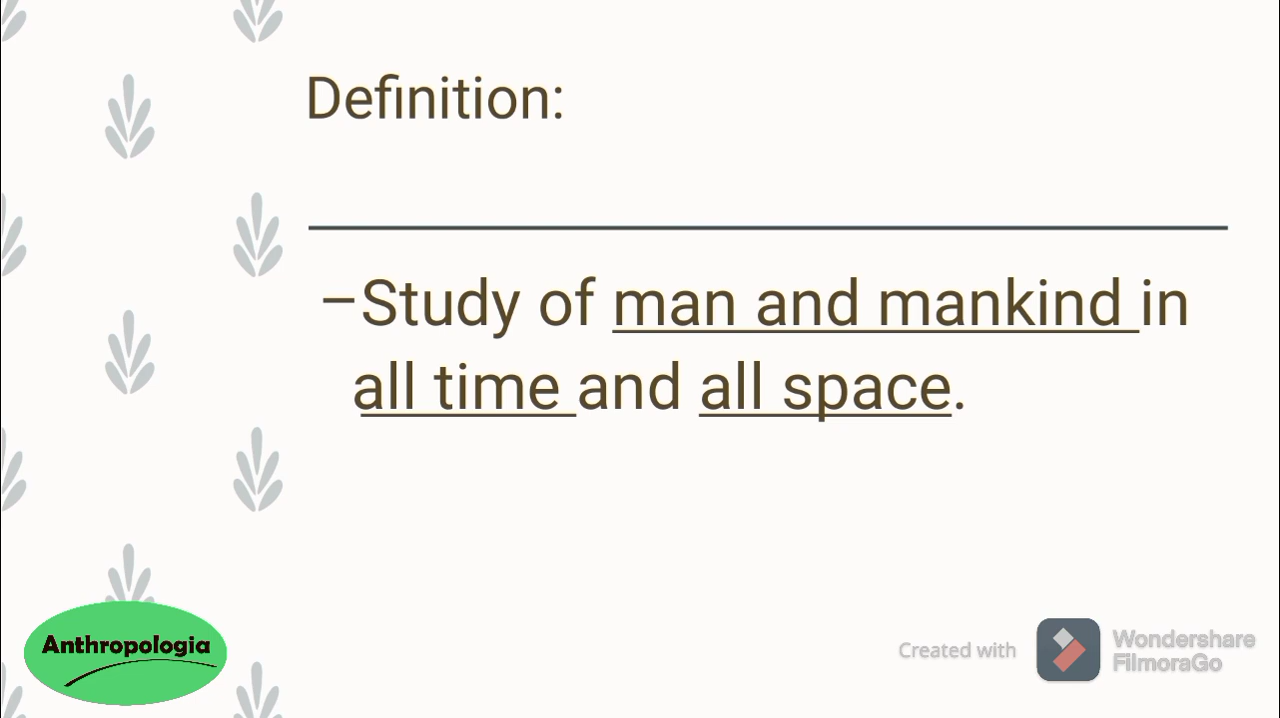 Definition:
–Study of man and mankind in
all time and all space.
Anthropologia
Created with
Wondershare
FilmoraGo